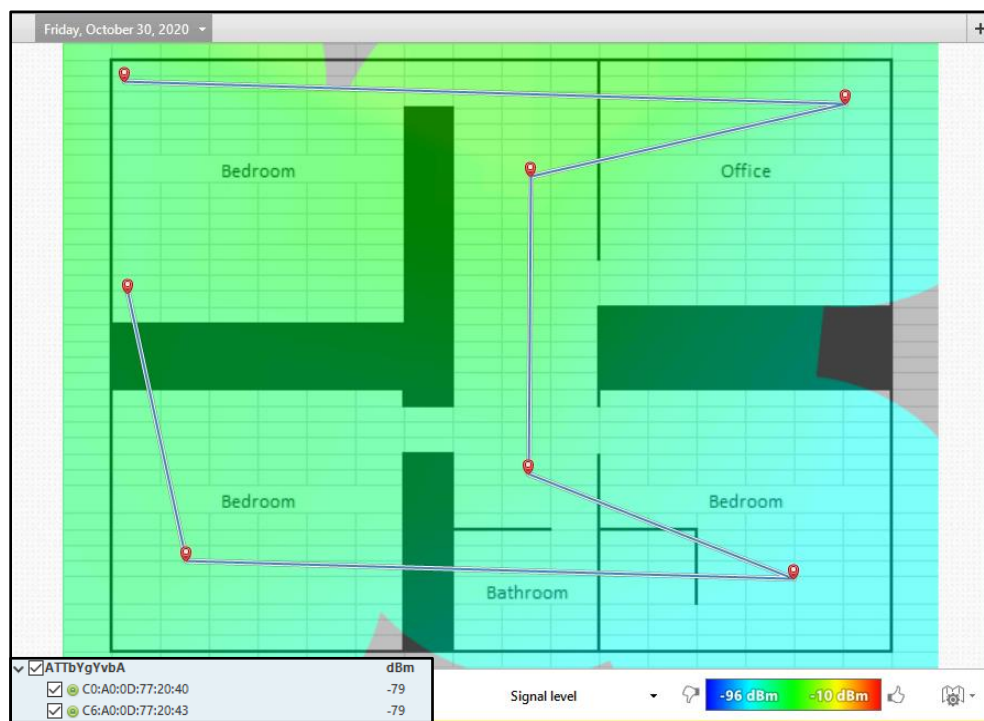 Friday, October 30, 2020
Bedroom
Office
Bedroom
Bedroom
Bathroom
ATTbYgYvbA dBm
C0:A0:0D:77:20:40 -79
C6:A0:0D:77:20:43 -79
Signal level
-96 dBm -10 dBm